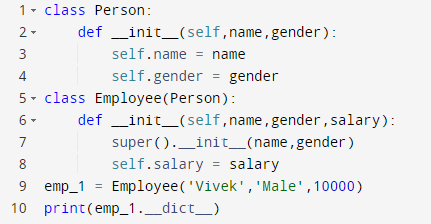 1 class Person:
2     def __init__(self,name,gender):
3         self.name = name
4         self.gender = gender
5 class Employee(Person):
6     def __init__(self,name,gender,salary):
7         super().__init__(name,gender)
8         self.salary = salary
9 emp_1 = Employee('Vivek','Male',10000)
10 print(emp_1.__dict__)